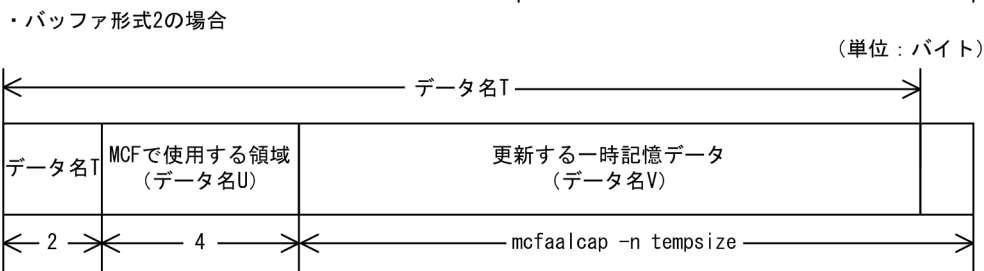 ・バッファ形式2の場合
（単位：バイト）
データ名T
データ名T
MCFで使用する領域
（データ名U）
更新する一時記憶データ
（データ名V）
2
4
mcfaalcap -n tempsize